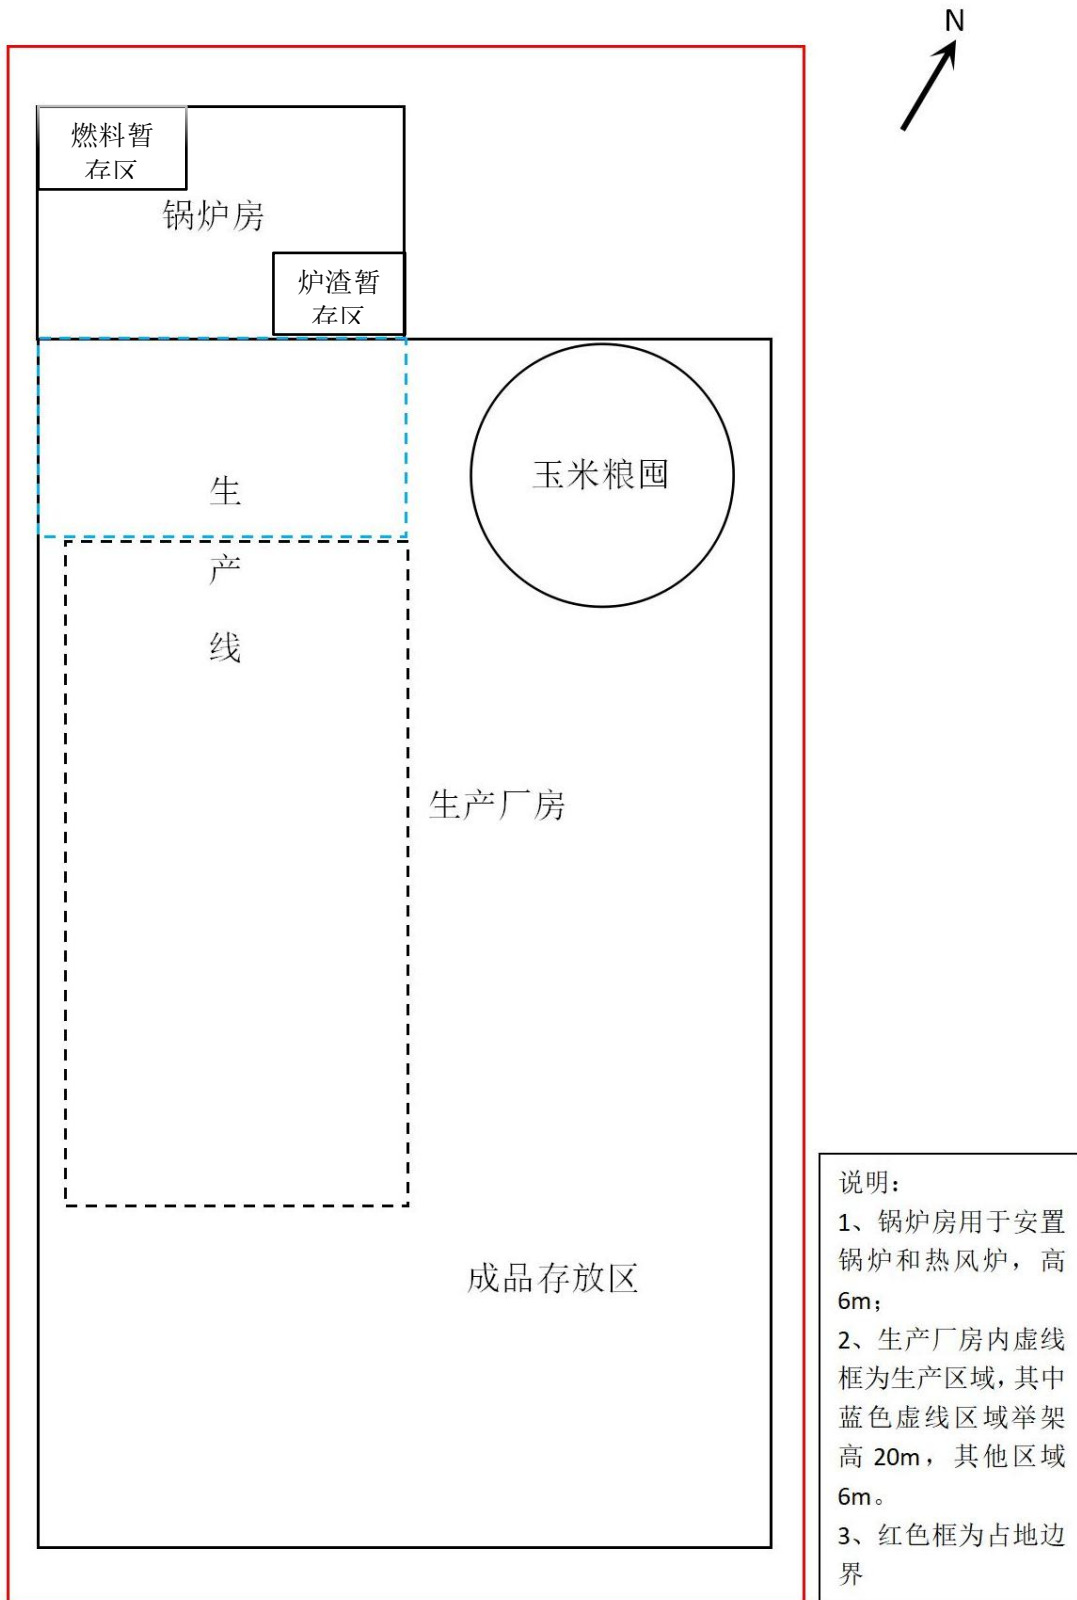 N
燃料暂
存区
锅炉房
炉渣暂
存区
玉米粮囤
生
产
线
生产厂房
成品存放区
说明：
1、锅炉房用于安置
锅炉和热风炉，高
6m；
2、生产厂房内虚线
框为生产区域，其中
蓝色虚线区域举架
高 20m，其他区域
6m。
3、红色框为占地边
界